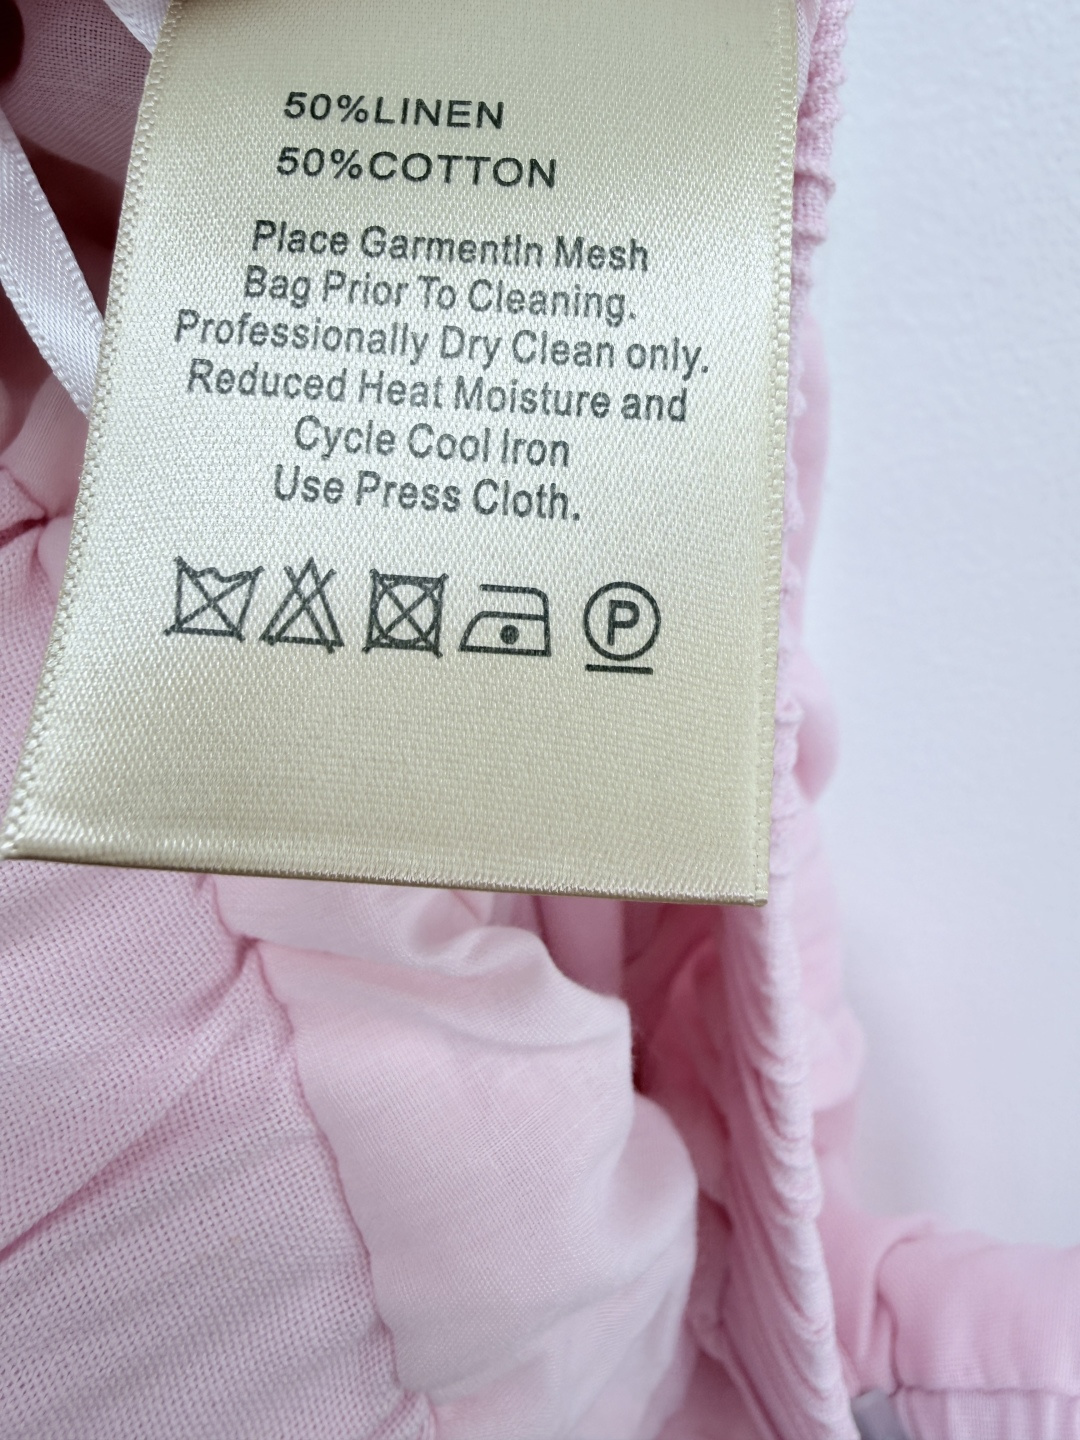 50%LINEN
50%COTTON
Place GarmentIn Mesh
Bag Prior To Cleaning.
Professionally Dry Clean only.
Reduced Heat Moisture and
Cycle Cool Iron
Use Press Cloth.
P